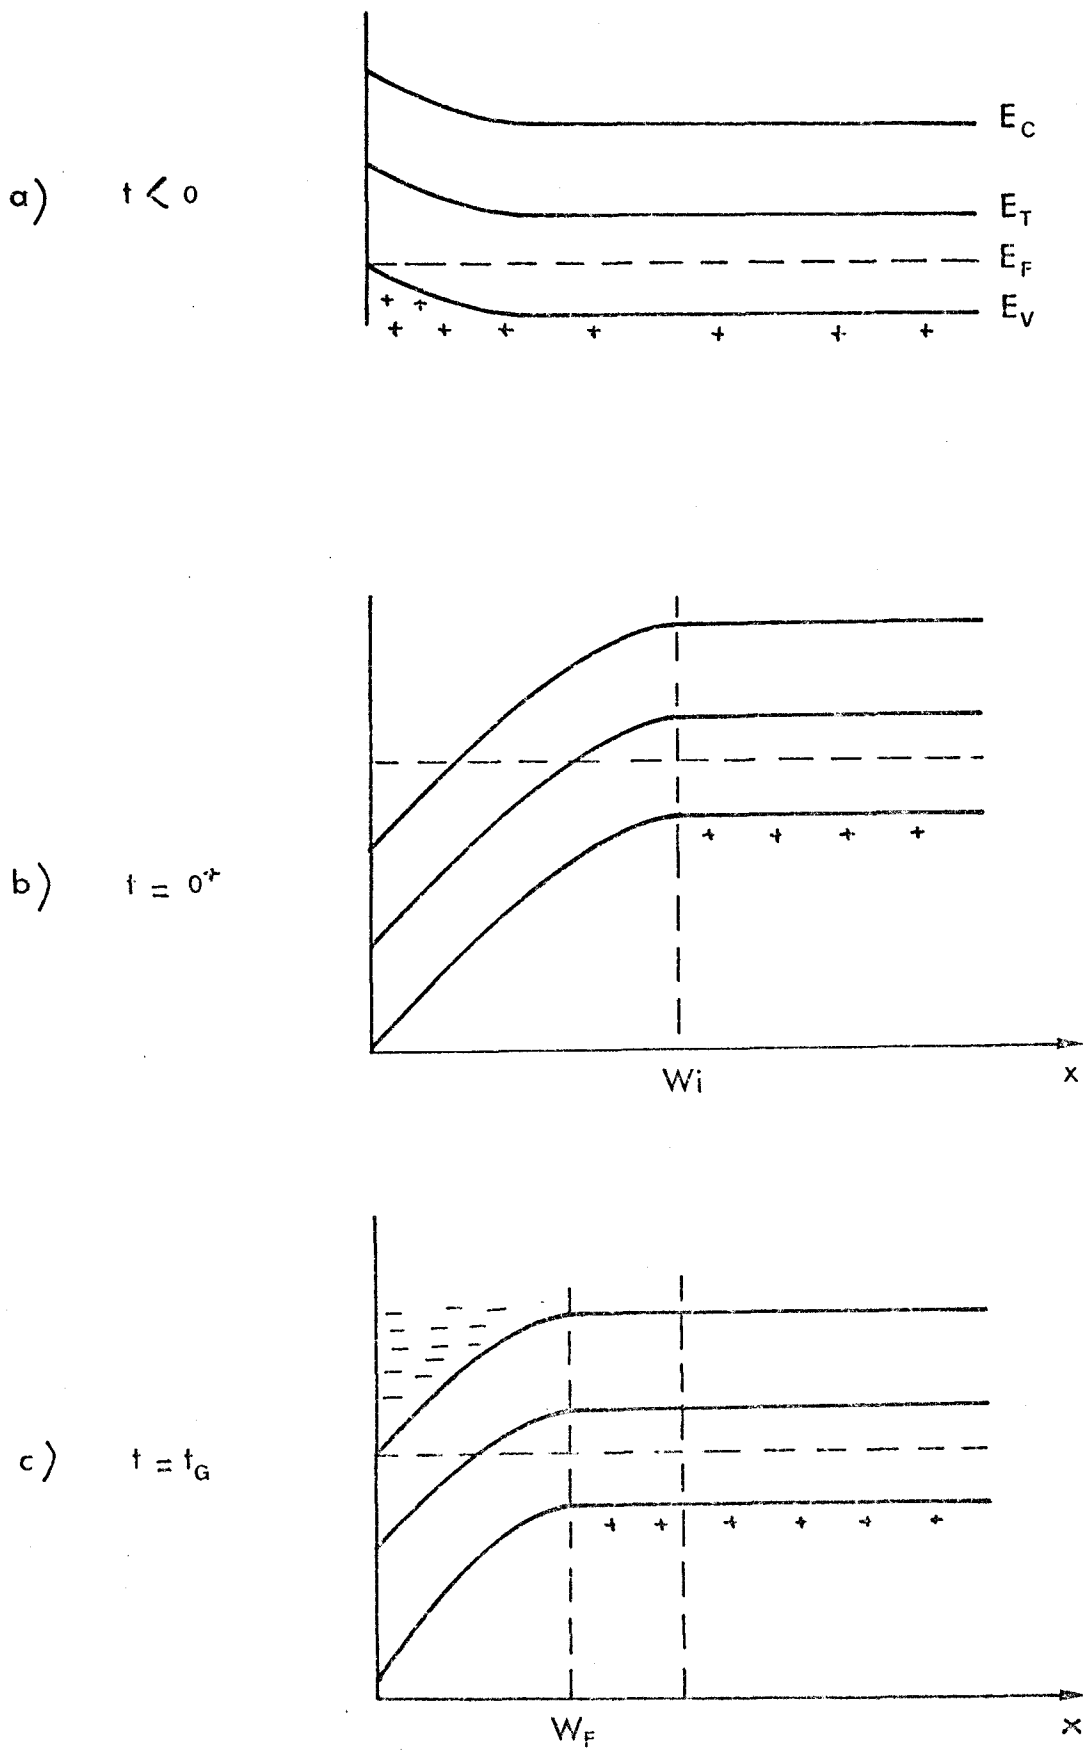 E_C
a) t < 0
E_T
E_F
E_V
b) t = 0⁺
Wi
x
c) t = t_G
W_F
x